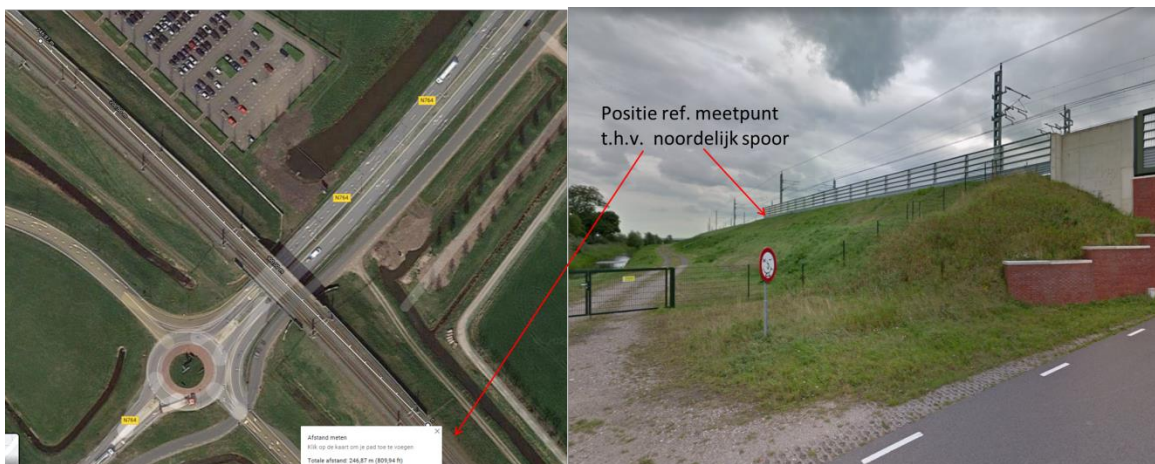 N764
N764
N764
Afstand meten
Klik op de kaart om je pad toe te voegen
Totale afstand: 246,87 m (809,94 ft)
Positie ref. meetpunt
t.h.v. noordelijk spoor